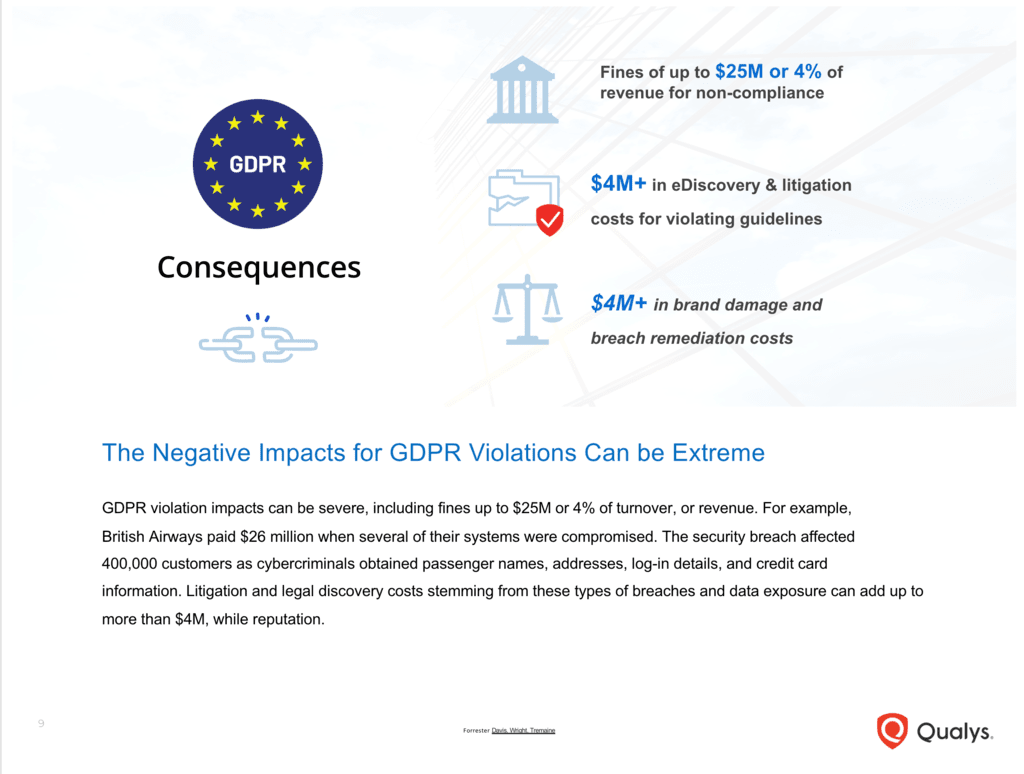 GDPR
Consequences
Fines of up to $25M or 4% of
revenue for non-compliance
$4M+ in eDiscovery & litigation
costs for violating guidelines
$4M+ in brand damage and
breach remediation costs
The Negative Impacts for GDPR Violations Can be Extreme
GDPR violation impacts can be severe, including fines up to $25M or 4% of turnover, or revenue. For example,
British Airways paid $26 million when several of their systems were compromised. The security breach affected
400,000 customers as cybercriminals obtained passenger names, addresses, log-in details, and credit card
information. Litigation and legal discovery costs stemming from these types of breaches and data exposure can add up to
more than $4M, while reputation.
9
Forrester Davis, Wright, Tremaine
Qualys.